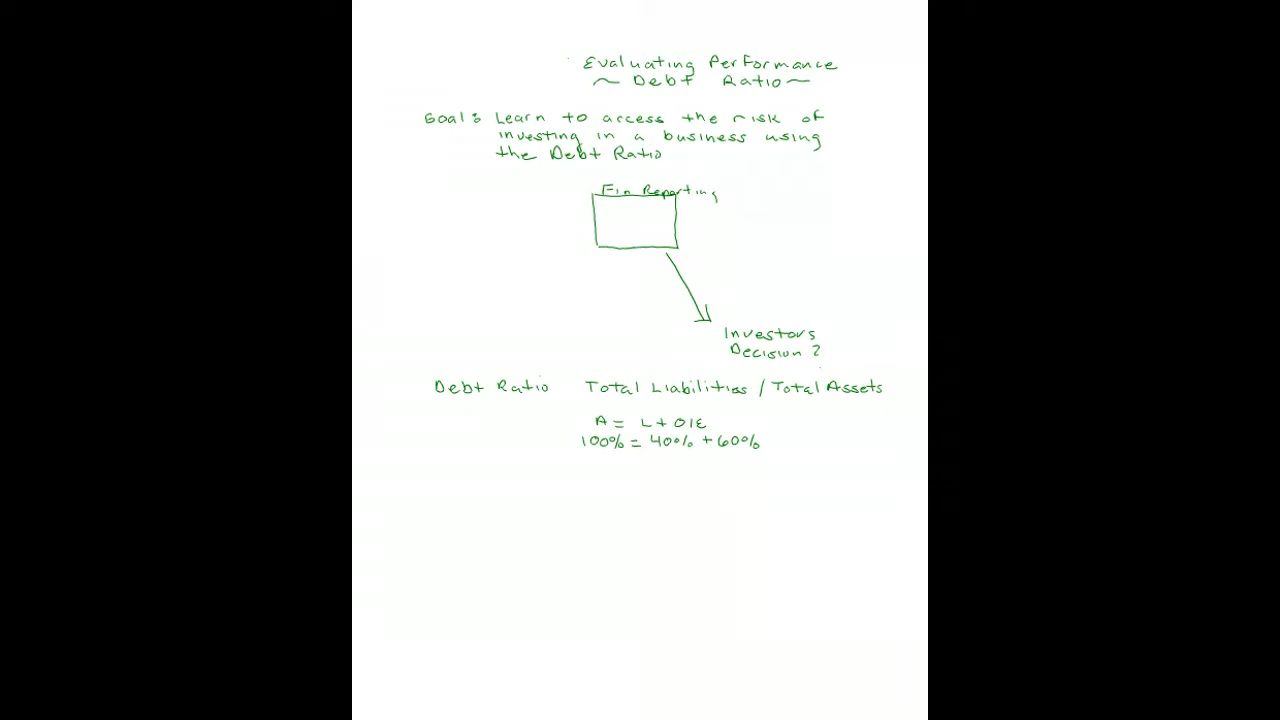 Evaluating Performance
~ Debt Ratio ~
Goal: Learn to access the risk of
investing in a business using
the Debt Ratio
Fin Reporting
Investors
Decision ?
Debt Ratio Total Liabilities / Total Assets
A = L + O/E
100% = 40% + 60%